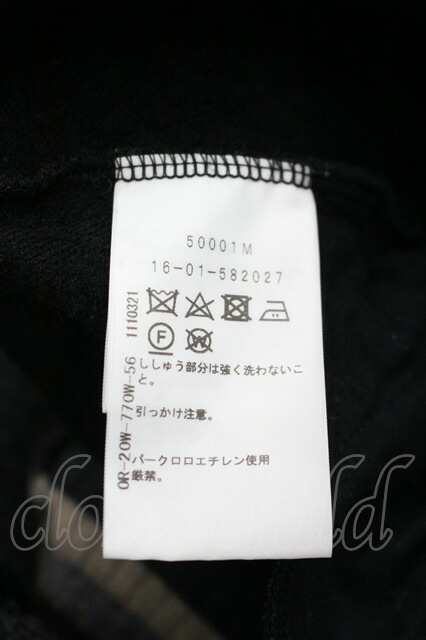 50001M
16-01-582027
F
W
ししゅう部分は強く洗わないこ
と。
引っかけ注意。
パークロロエチレン使用
厳禁。
OR-20W-770W-56 1110321